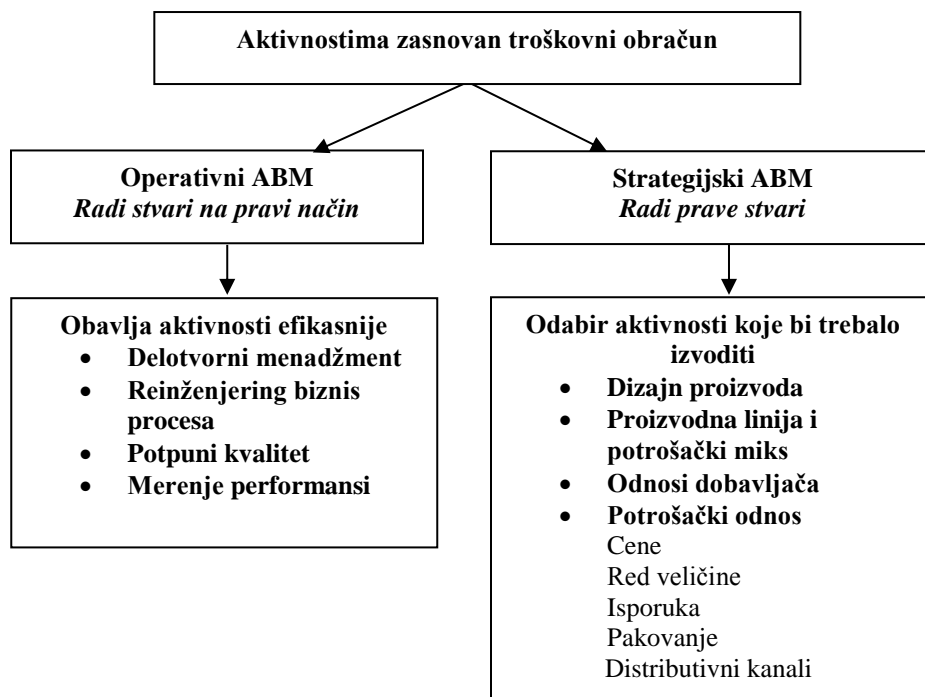 Aktivnostima zasnovan troškovni obračun
Operativni ABM
Radi stvari na pravi način
Strategijski ABM
Radi prave stvari
Obavlja aktivnosti efikasnije
• Delotvorni menadžment
• Reinženjering biznis
procesa
• Potpuni kvalitet
• Merenje performansi
Odabir aktivnosti koje bi trebalo
izvoditi
• Dizajn proizvoda
• Proizvodna linija i
potrošački miks
• Odnosi dobavljača
• Potrošački odnos
Cene
Red veličine
Isporuka
Pakovanje
Distributivni kanali